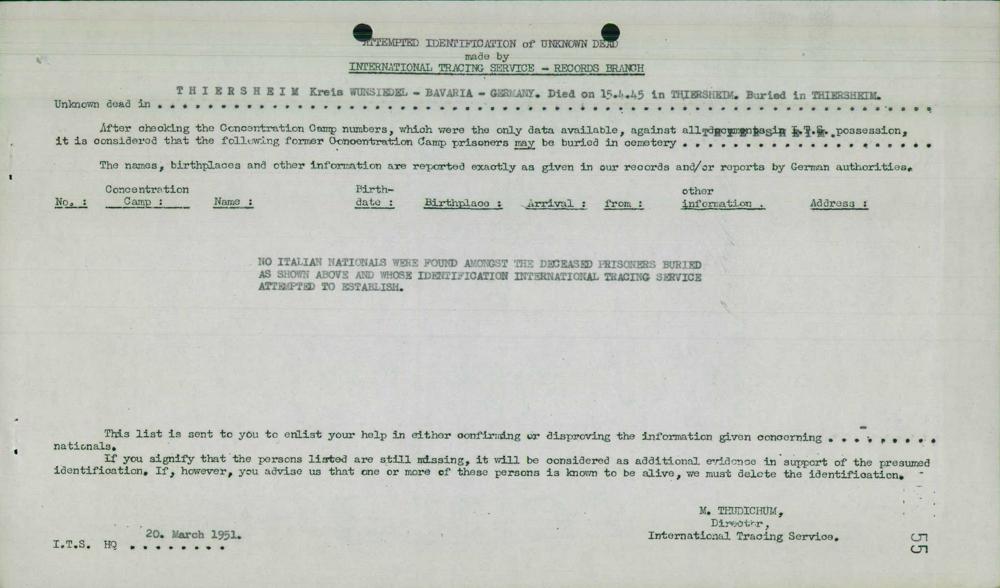 ATTEMPTED IDENTIFICATION of UNKNOWN DEAD
made by
INTERNATIONAL TRACING SERVICE - RECORDS BRANCH
Unknown dead in THIERSHEIM Kreis WUNSIEDEL - BAVARIA - GERMANY. Died on 15.4.45 in THIERSHEIM. Buried in THIERSHEIM.
After checking the Concentration Camp numbers, which were the only data available, against all documents in I.T.S. possession,
it is considered that the following former Concentration Camp prisoners may be buried in cemetery . . . . . . . . . . . . . . . . . . . .
The names, birthplaces and other information are reported exactly as given in our records and/or reports by German authorities.
No. : Concentration Camp : Name : Birth-date : Birthplace : Arrival : from : other information . Address :
NO ITALIAN NATIONALS WERE FOUND AMONGST THE DECEASED PRISONERS BURIED
AS SHOWN ABOVE AND WHOSE IDENTIFICATION INTERNATIONAL TRACING SERVICE
ATTEMPTED TO ESTABLISH.
This list is sent to you to enlist your help in either confirming or disproving the information given concerning . . . . . . . . .
nationals.
If you signify that the persons listed are still missing, it will be considered as additional evidence in support of the presumed
identification. If, however, you advise us that one or more of these persons is known to be alive, we must delete the identification.
M. THUDICHUM,
Director,
International Tracing Service.
I.T.S. HQ 20. March 1951.
55